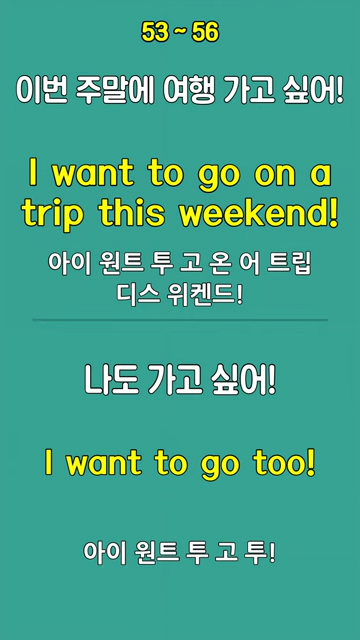 53 ~ 56
이번 주말에 여행 가고 싶어!
I want to go on a
trip this weekend!
아이 원트 투 고 온 어 트립
디스 위켄드!
나도 가고 싶어!
I want to go too!
아이 원트 투 고 투!